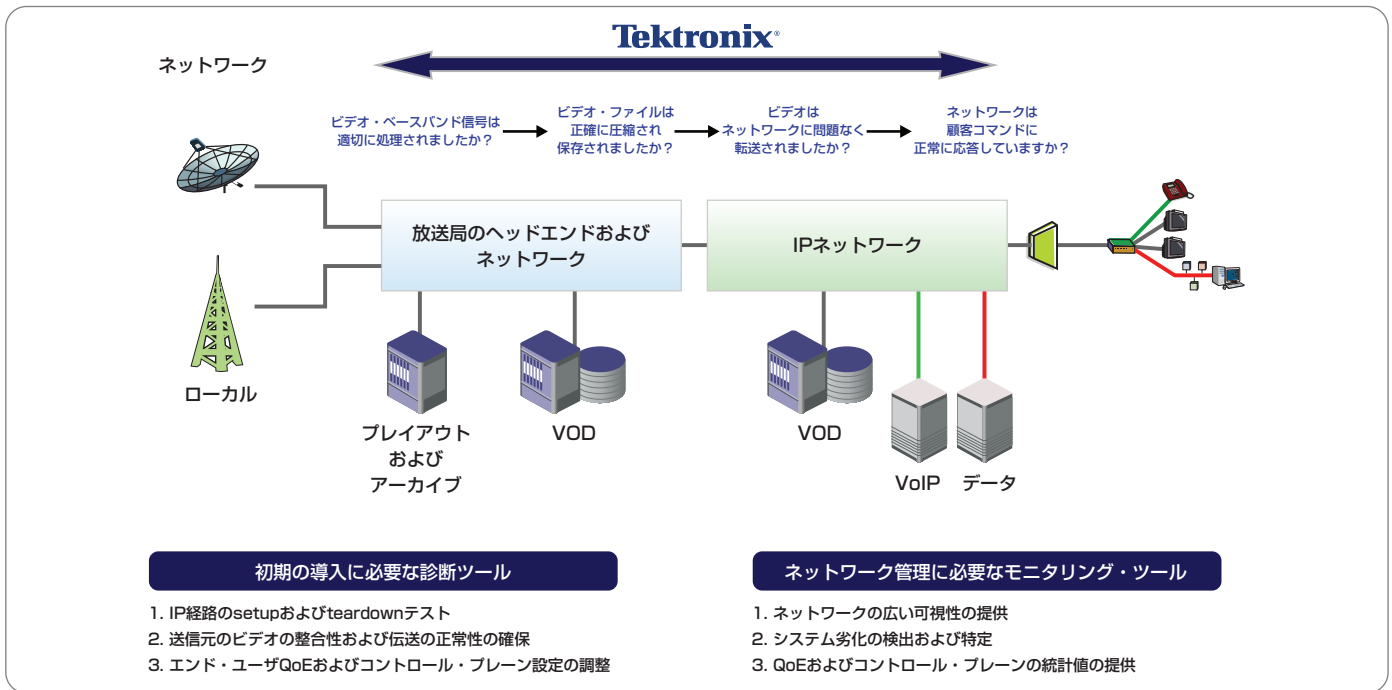 Tektronix®
ネットワーク
ビデオ・ベースバンド信号は
適切に処理されましたか？
ビデオ・ファイルは
正確に圧縮され
保存されましたか？
ビデオは
ネットワークに問題なく
転送されましたか？
ネットワークは
顧客コマンドに
正常に応答していますか？
放送局のヘッドエンドおよび
ネットワーク
IPネットワーク
ローカル
プレイアウト
および
アーカイブ
VOD
VOD
VoIP
データ
初期の導入に必要な診断ツール
1. IP経路のsetupおよびteardownテスト
2. 送信元のビデオの整合性および伝送の正常性の確保
3. エンド・ユーザQoEおよびコントロール・プレーン設定の調整
ネットワーク管理に必要なモニタリング・ツール
1. ネットワークの広い可視性の提供
2. システム劣化の検出および特定
3. QoEおよびコントロール・プレーンの統計値の提供